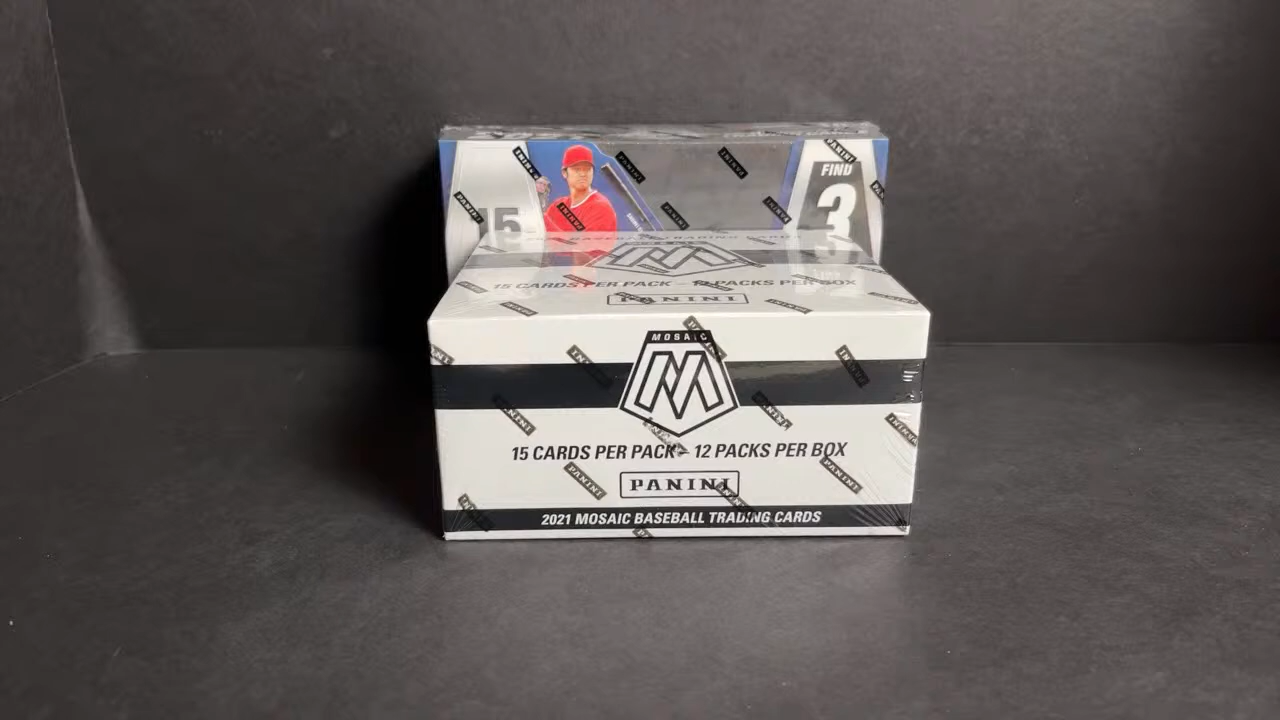 15
FIND
3
15 CARDS PER PACK - 12 PACKS PER BOX
PANINI
MOSAIC
M
15 CARDS PER PACK - 12 PACKS PER BOX
PANINI
2021 MOSAIC BASEBALL TRADING CARDS